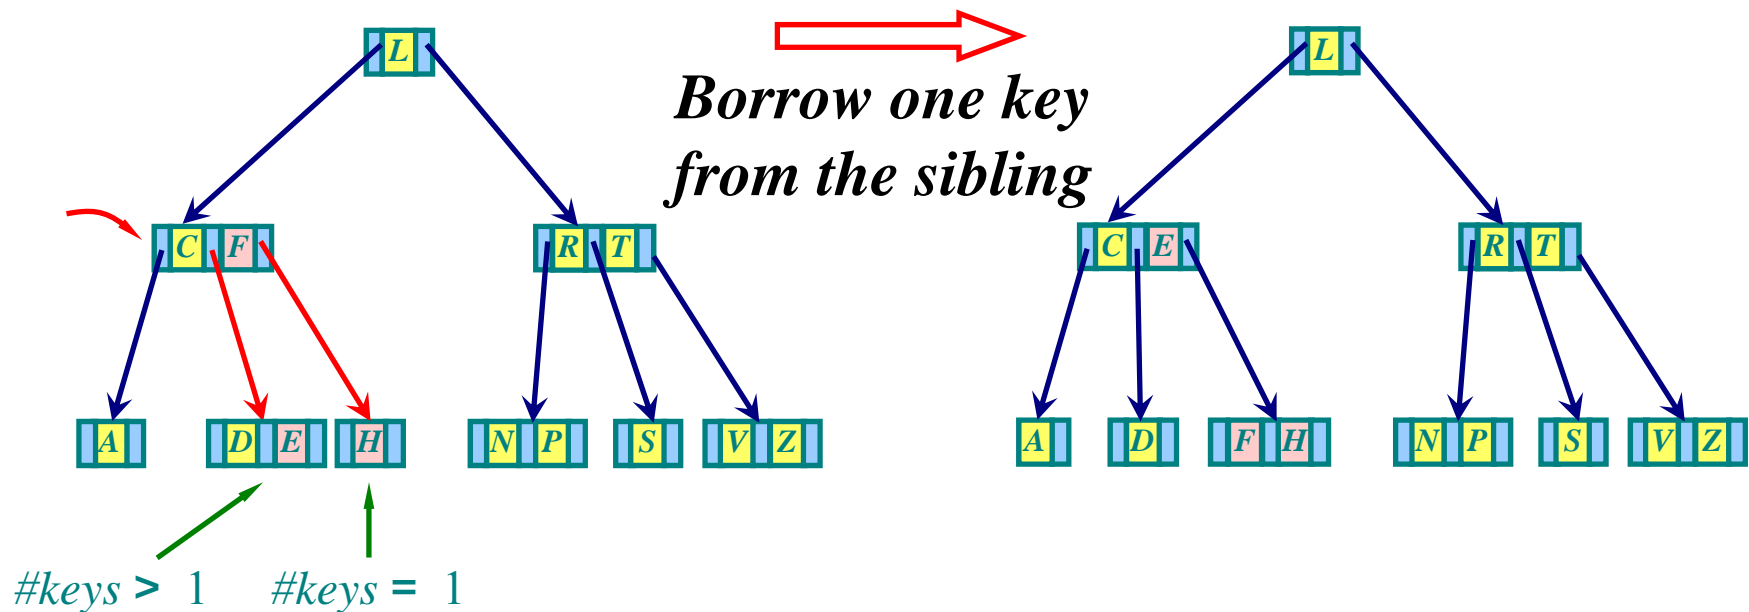 L
L
Borrow one key
from the sibling
C F
R T
C E
R T
A
D E
H
N P
S
V Z
A
D
F H
N P
S
V Z
#keys > 1
#keys = 1